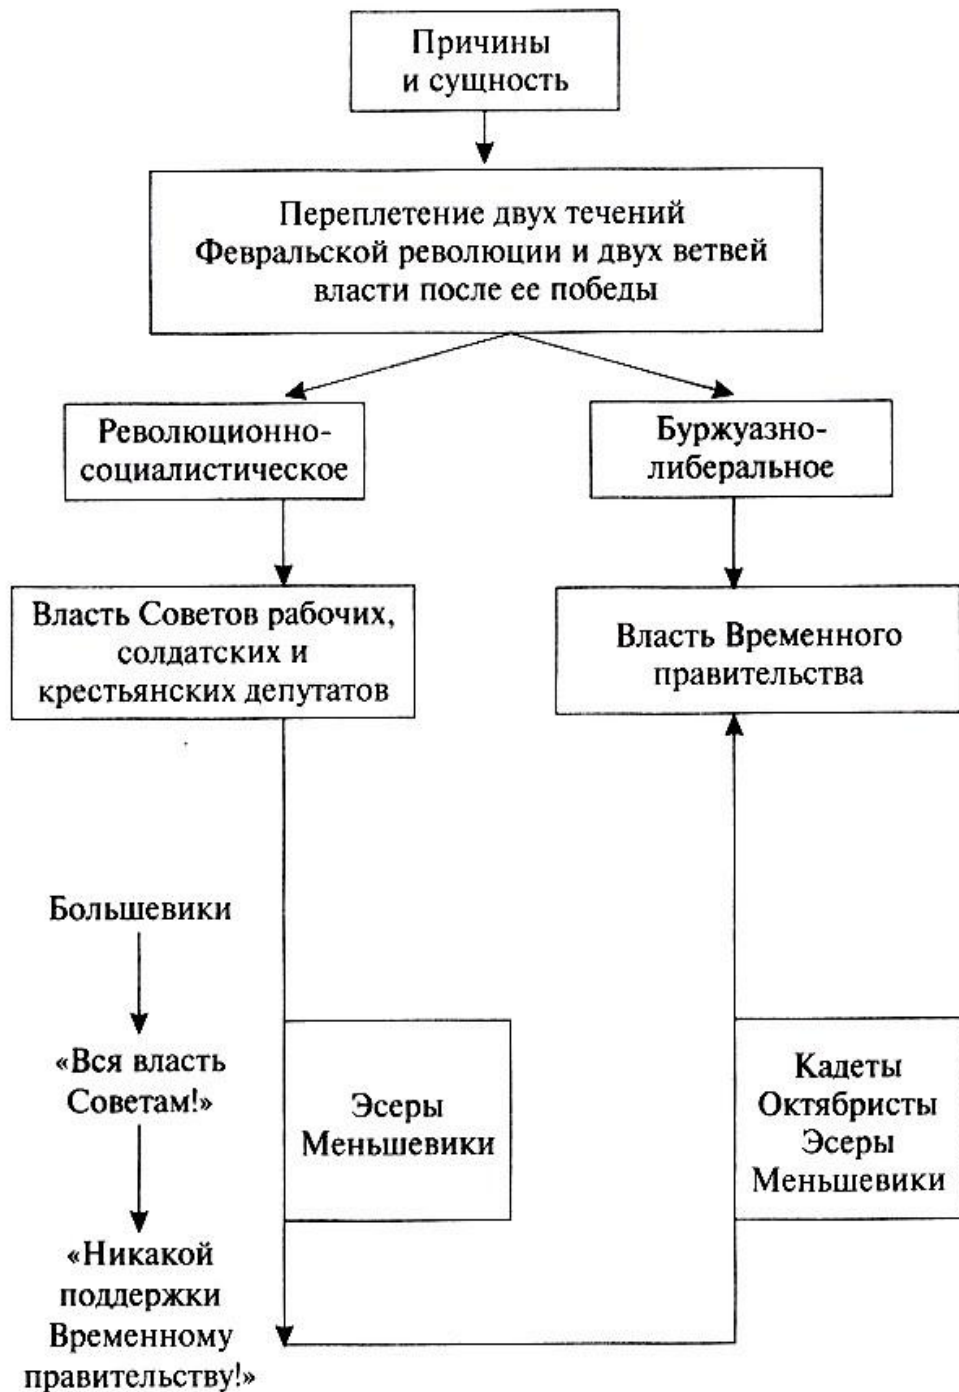 Причины
и сущность
Переплетение двух течений
Февральской революции и двух ветвей
власти после ее победы
Революционно-
социалистическое
Буржуазно-
либеральное
Власть Советов рабочих,
солдатских и
крестьянских депутатов
Власть Временного
правительства
Большевики
«Вся власть
Советам!»
«Никакой
поддержки
Временному
правительству!»
Эсеры
Меньшевики
Кадеты
Октябристы
Эсеры
Меньшевики